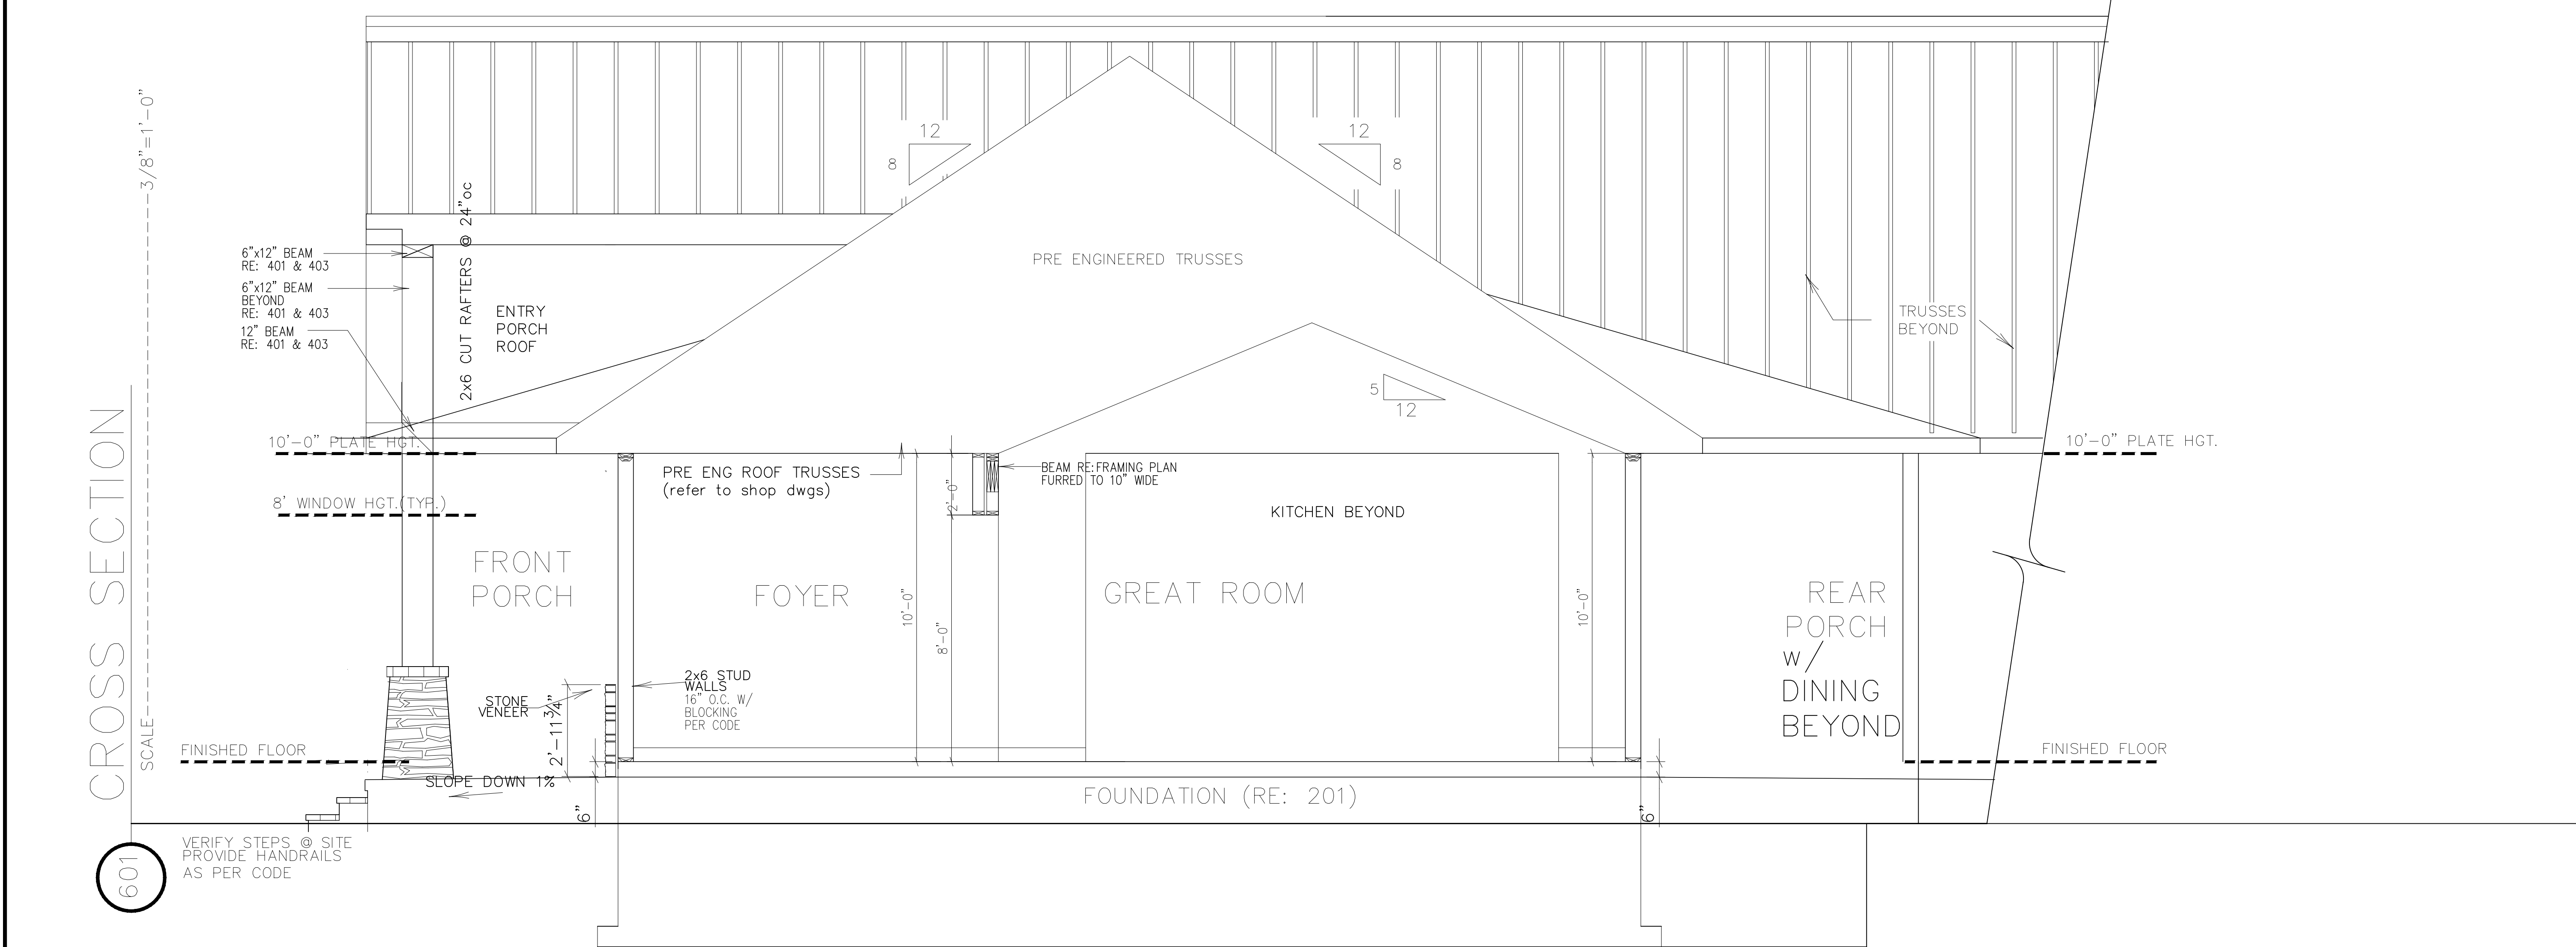 CROSS SECTION
SCALE 3/8"=1'-0"
601
12
8
12
8
PRE ENGINEERED TRUSSES
TRUSSES
BEYOND
6"x12" BEAM
RE: 401 & 403
6"x12" BEAM
BEYOND
RE: 401 & 403
12" BEAM
RE: 401 & 403
2x6 CUT RAFTERS @ 24"oc
ENTRY
PORCH
ROOF
5
12
10'-0" PLATE HGT.
10'-0" PLATE HGT.
8' WINDOW HGT.(TYP.)
PRE ENG ROOF TRUSSES
(refer to shop dwgs)
2'-0"
BEAM RE:FRAMING PLAN
FURRED TO 10" WIDE
KITCHEN BEYOND
FRONT
PORCH
FOYER
10'-0"
8'-0"
GREAT ROOM
10'-0"
REAR
PORCH
W/
DINING
BEYOND
STONE
VENEER
2'-11 3/4"
2x6 STUD
WALLS
16" O.C. W/
BLOCKING
PER CODE
FINISHED FLOOR
FINISHED FLOOR
SLOPE DOWN 1%
6"
FOUNDATION (RE: 201)
6"
VERIFY STEPS @ SITE
PROVIDE HANDRAILS
AS PER CODE